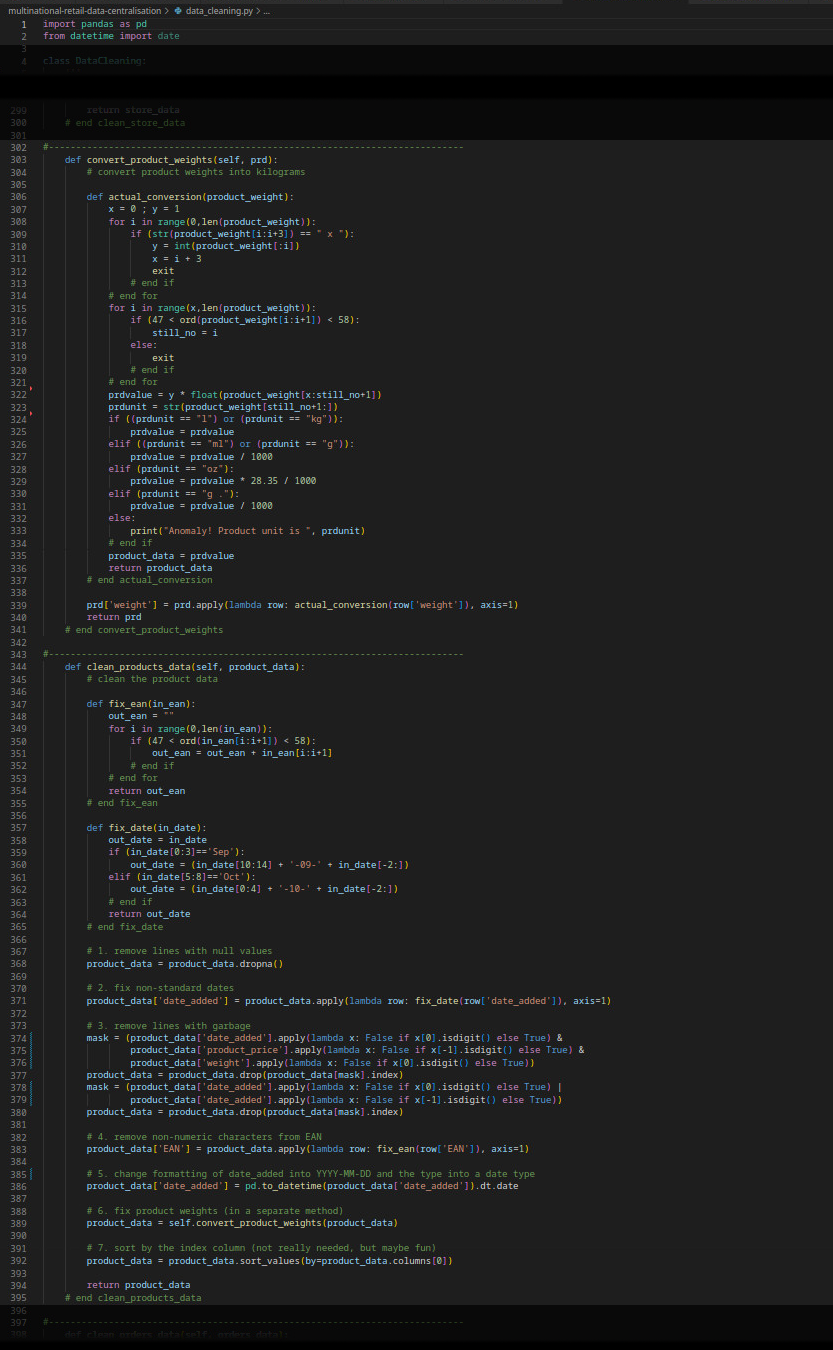 multinational-retail-data-centralisation > data_cleaning.py > ...
1 import pandas as pd
2 from datetime import date
3
4 class DataCleaning:
299 return store_data
300 # end clean_store_data
301
302 #-----------------------------------------------------------------------------
303 def convert_product_weights(self, prd):
304 # convert product weights into kilograms
305
306 def actual_conversion(product_weight):
307 x = 0 ; y = 1
308 for i in range(0,len(product_weight)):
309 if (str(product_weight[i:i+3]) == " x "):
310 y = int(product_weight[:i])
311 x = i + 3
312 exit
313 # end if
314 # end for
315 for i in range(x,len(product_weight)):
316 if (47 < ord(product_weight[i:i+1]) < 58):
317 still_no = i
318 else:
319 exit
320 # end if
321 # end for
322 prdvalue = y * float(product_weight[x:still_no+1])
323 prdunit = str(product_weight[still_no+1:])
324 if ((prdunit == "l") or (prdunit == "kg")):
325 prdvalue = prdvalue
326 elif ((prdunit == "ml") or (prdunit == "g")):
327 prdvalue = prdvalue / 1000
328 elif (prdunit == "oz"):
329 prdvalue = prdvalue * 28.35 / 1000
330 elif (prdunit == "g ."):
331 prdvalue = prdvalue / 1000
332 else:
333 print("Anomaly! Product unit is ", prdunit)
334 # end if
335 product_data = prdvalue
336 return product_data
337 # end actual_conversion
338
339 prd['weight'] = prd.apply(lambda row: actual_conversion(row['weight']), axis=1)
340 return prd
341 # end convert_product_weights
342
343 #-----------------------------------------------------------------------------
344 def clean_products_data(self, product_data):
345 # clean the product data
346
347 def fix_ean(in_ean):
348 out_ean = ""
349 for i in range(0,len(in_ean)):
350 if (47 < ord(in_ean[i:i+1]) < 58):
351 out_ean = out_ean + in_ean[i:i+1]
352 # end if
353 # end for
354 return out_ean
355 # end fix_ean
356
357 def fix_date(in_date):
358 out_date = in_date
359 if (in_date[0:3]=='Sep'):
360 out_date = (in_date[10:14] + '-09-' + in_date[-2:])
361 elif (in_date[5:8]=='Oct'):
362 out_date = (in_date[0:4] + '-10-' + in_date[-2:])
363 # end if
364 return out_date
365 # end fix_date
366
367 # 1. remove lines with null values
368 product_data = product_data.dropna()
369
370 # 2. fix non-standard dates
371 product_data['date_added'] = product_data.apply(lambda row: fix_date(row['date_added']), axis=1)
372
373 # 3. remove lines with garbage
374 mask = (product_data['date_added'].apply(lambda x: False if x[0].isdigit() else True) &
375 product_data['product_price'].apply(lambda x: False if x[-1].isdigit() else True) &
376 product_data['weight'].apply(lambda x: False if x[0].isdigit() else True))
377 product_data = product_data.drop(product_data[mask].index)
378 mask = (product_data['date_added'].apply(lambda x: False if x[0].isdigit() else True) |
379 product_data['date_added'].apply(lambda x: False if x[-1].isdigit() else True))
380 product_data = product_data.drop(product_data[mask].index)
381
382 # 4. remove non-numeric characters from EAN
383 product_data['EAN'] = product_data.apply(lambda row: fix_ean(row['EAN']), axis=1)
384
385 # 5. change formatting of date_added into YYYY-MM-DD and the type into a date type
386 product_data['date_added'] = pd.to_datetime(product_data['date_added']).dt.date
387
388 # 6. fix product weights (in a separate method)
389 product_data = self.convert_product_weights(product_data)
390
391 # 7. sort by the index column (not really needed, but maybe fun)
392 product_data = product_data.sort_values(by=product_data.columns[0])
393
394 return product_data
395 # end clean_products_data
396
397 #-----------------------------------------------------------------------------
398 def clean_orders_data(self, orders_data):